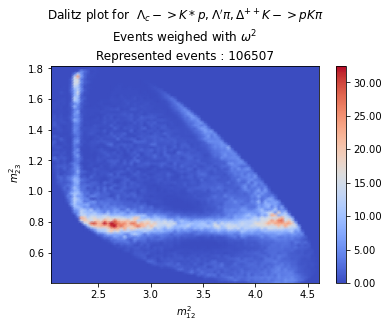 Dalitz plot for Λc−>K*p,Λ′π,Δ++K−>pKπ
Events weighed with ω2
Represented events : 106507
1.8
1.6
1.4
1.2
1.0
0.8
0.6
m²23
2.5 3.0 3.5 4.0 4.5
m²12
30.00
25.00
20.00
15.00
10.00
5.00
0.00